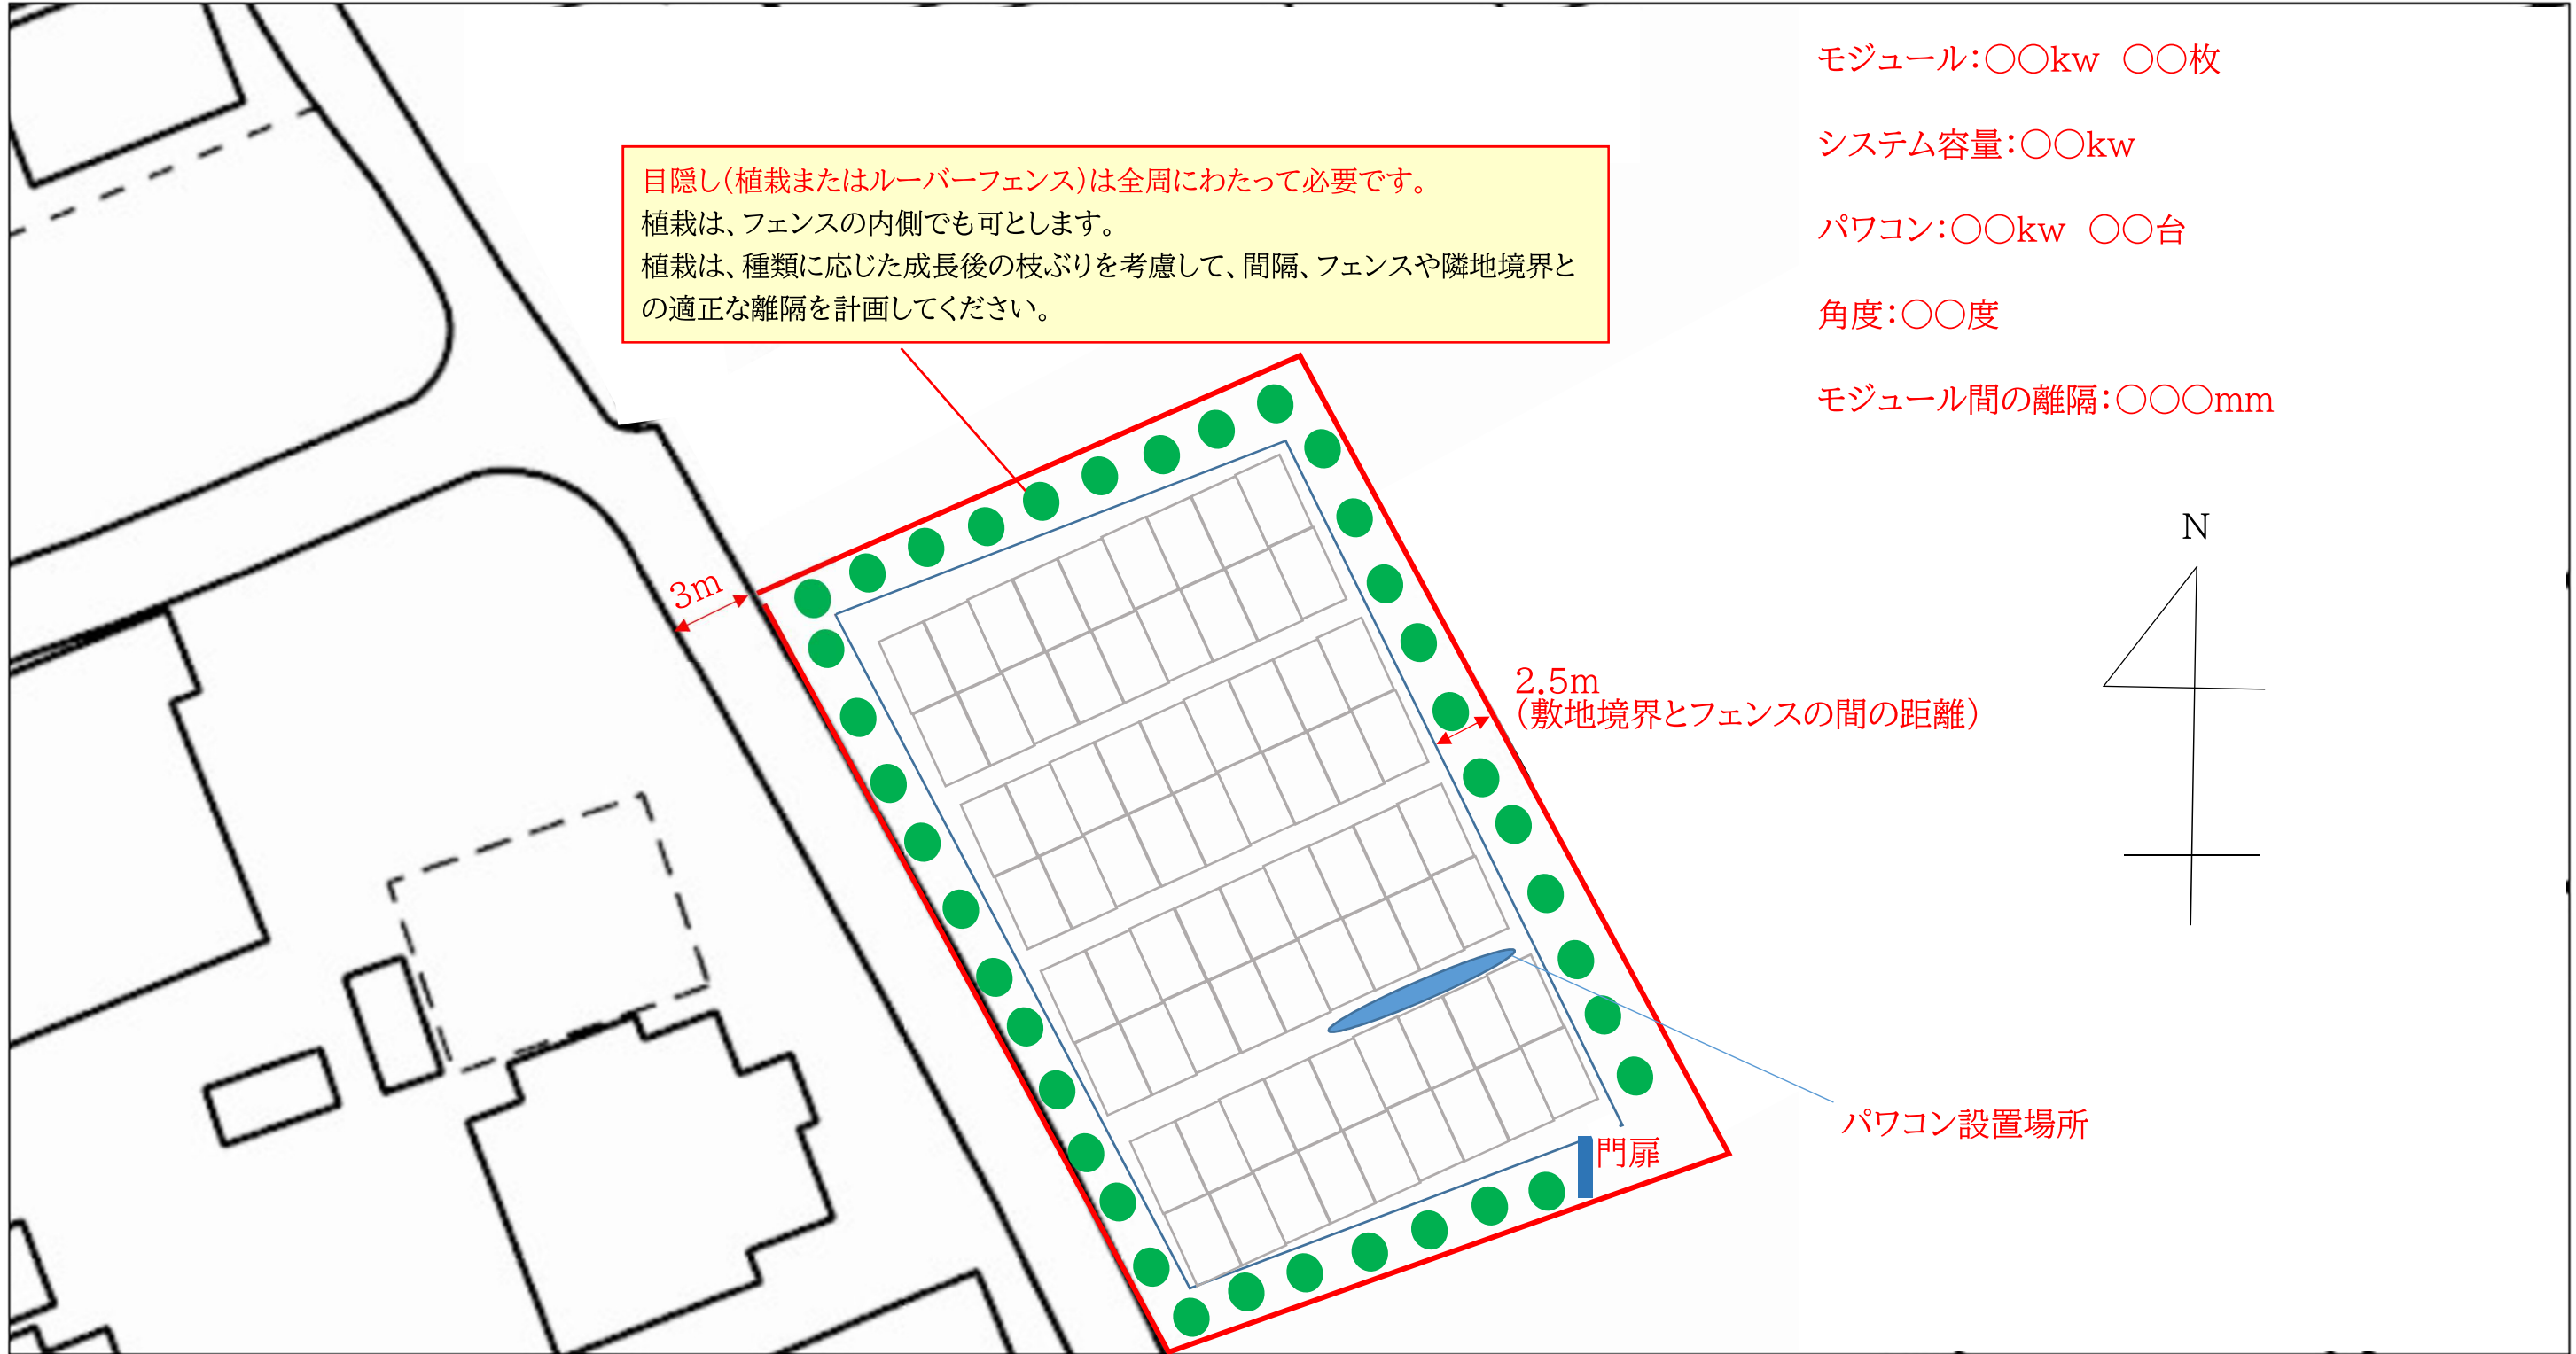 モジュール：○○kw　○○枚
システム容量：○○kw
パワコン：○○kw　○○台
角度：○○度
モジュール間の離隔：○○○mm
目隠し（植栽またはルーバーフェンス）は全周にわたって必要です。
植栽は、フェンスの内側でも可とします。
植栽は、種類に応じた成長後の枝ぶりを考慮して、間隔、フェンスや隣地境界と
の適正な離隔を計画してください。
N
3m
2.5m
（敷地境界とフェンスの間の距離）
パワコン設置場所
門扉